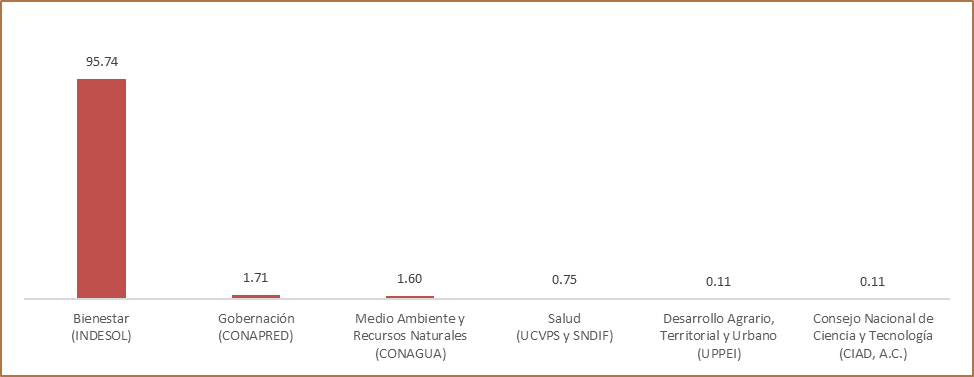 95.74
1.71
1.60
0.75
0.11
0.11
Bienestar
(INDESOL)
Gobernación
(CONAPRED)
Medio Ambiente y
Recursos Naturales
(CONAGUA)
Salud
(UCVPS y SNDIF)
Desarrollo Agrario,
Territorial y Urbano
(UPPEI)
Consejo Nacional de
Ciencia y Tecnología
(CIAD, A.C.)